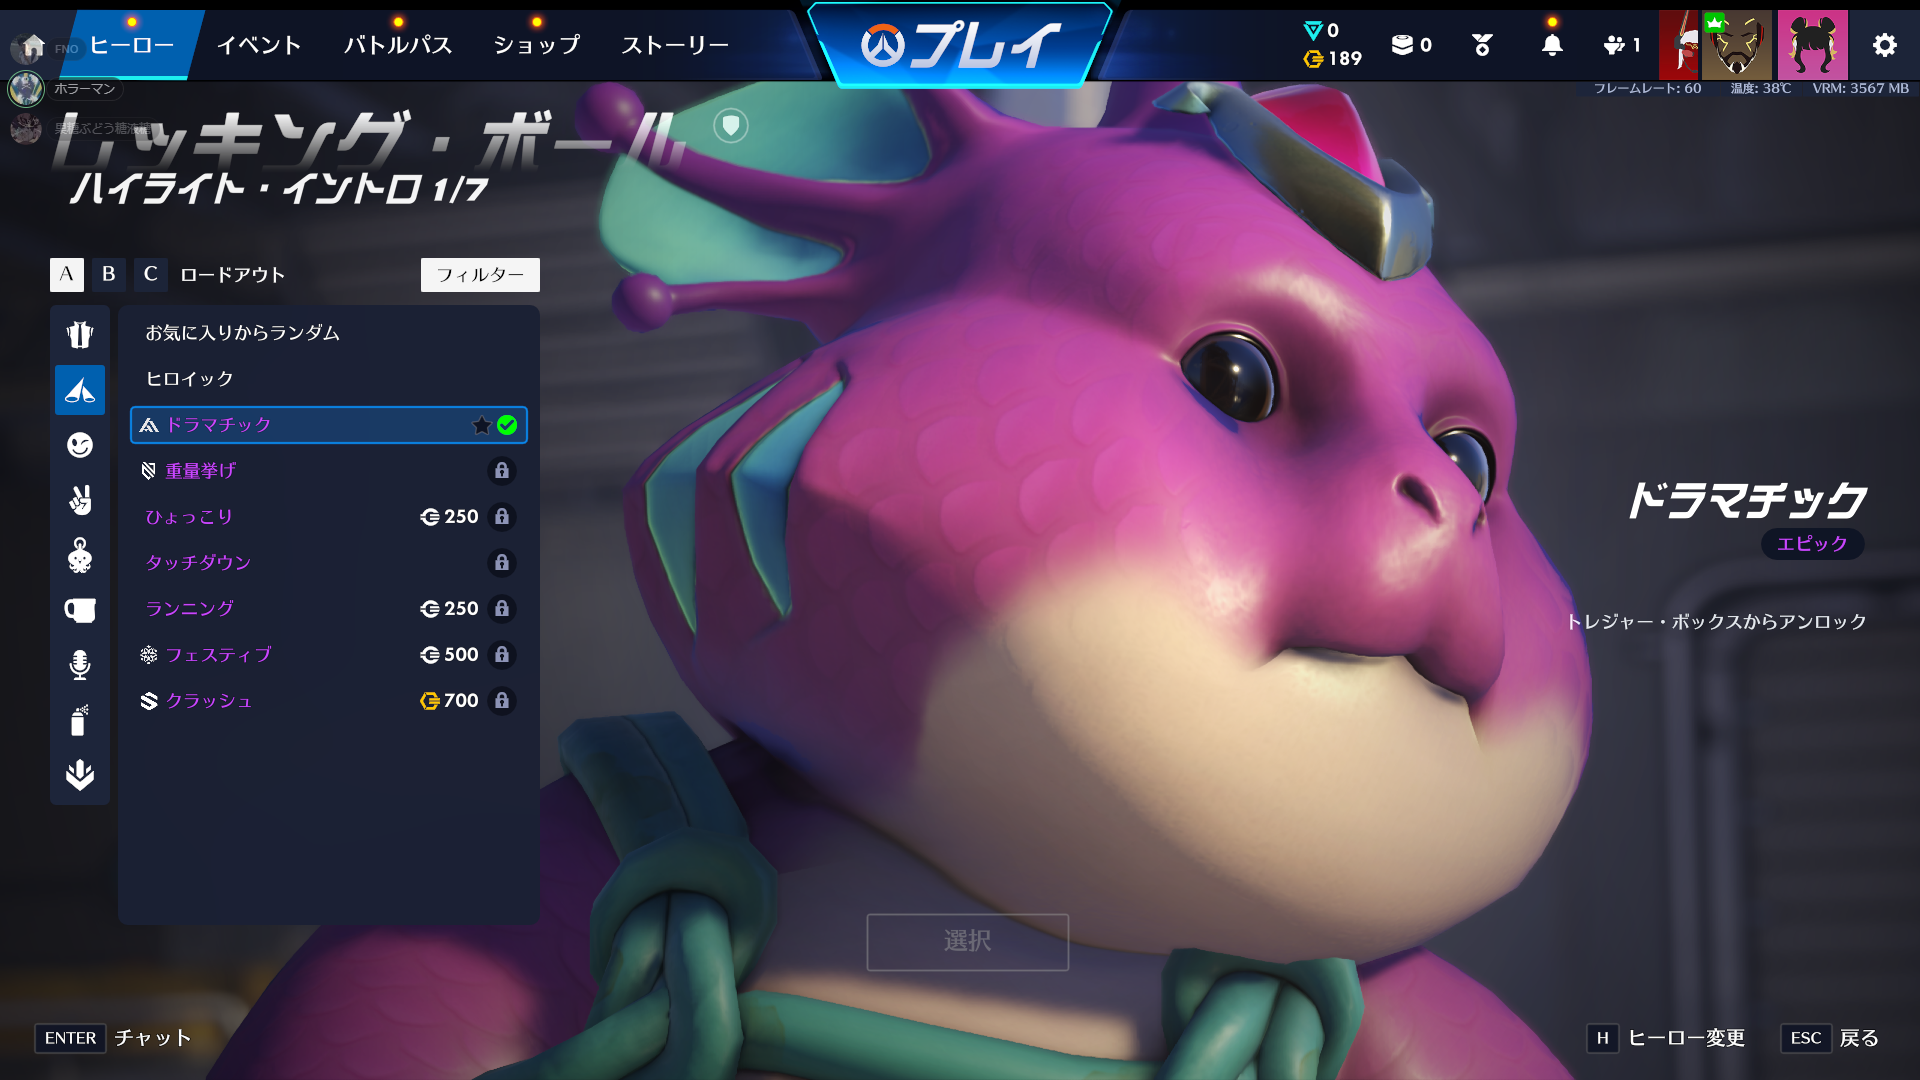 FNO
ヒーロー
イベント
バトルパス
ショップ
ストーリー
プレイ
0
189
0
1
フレームレート: 60 温度: 38℃ VRM: 3567 MB
ホラーマン
レッキング・ボール
ハイライト・イントロ 1/7
A B C ロードアウト
フィルター
お気に入りからランダム
ヒロイック
ドラマチック
重量挙げ
ひょっこり 250
タッチダウン
ランニング 250
フェスティブ 500
クラッシュ 700
ドラマチック
エピック
トレジャー・ボックスからアンロック
選択
ENTER チャット
H ヒーロー変更
ESC 戻る